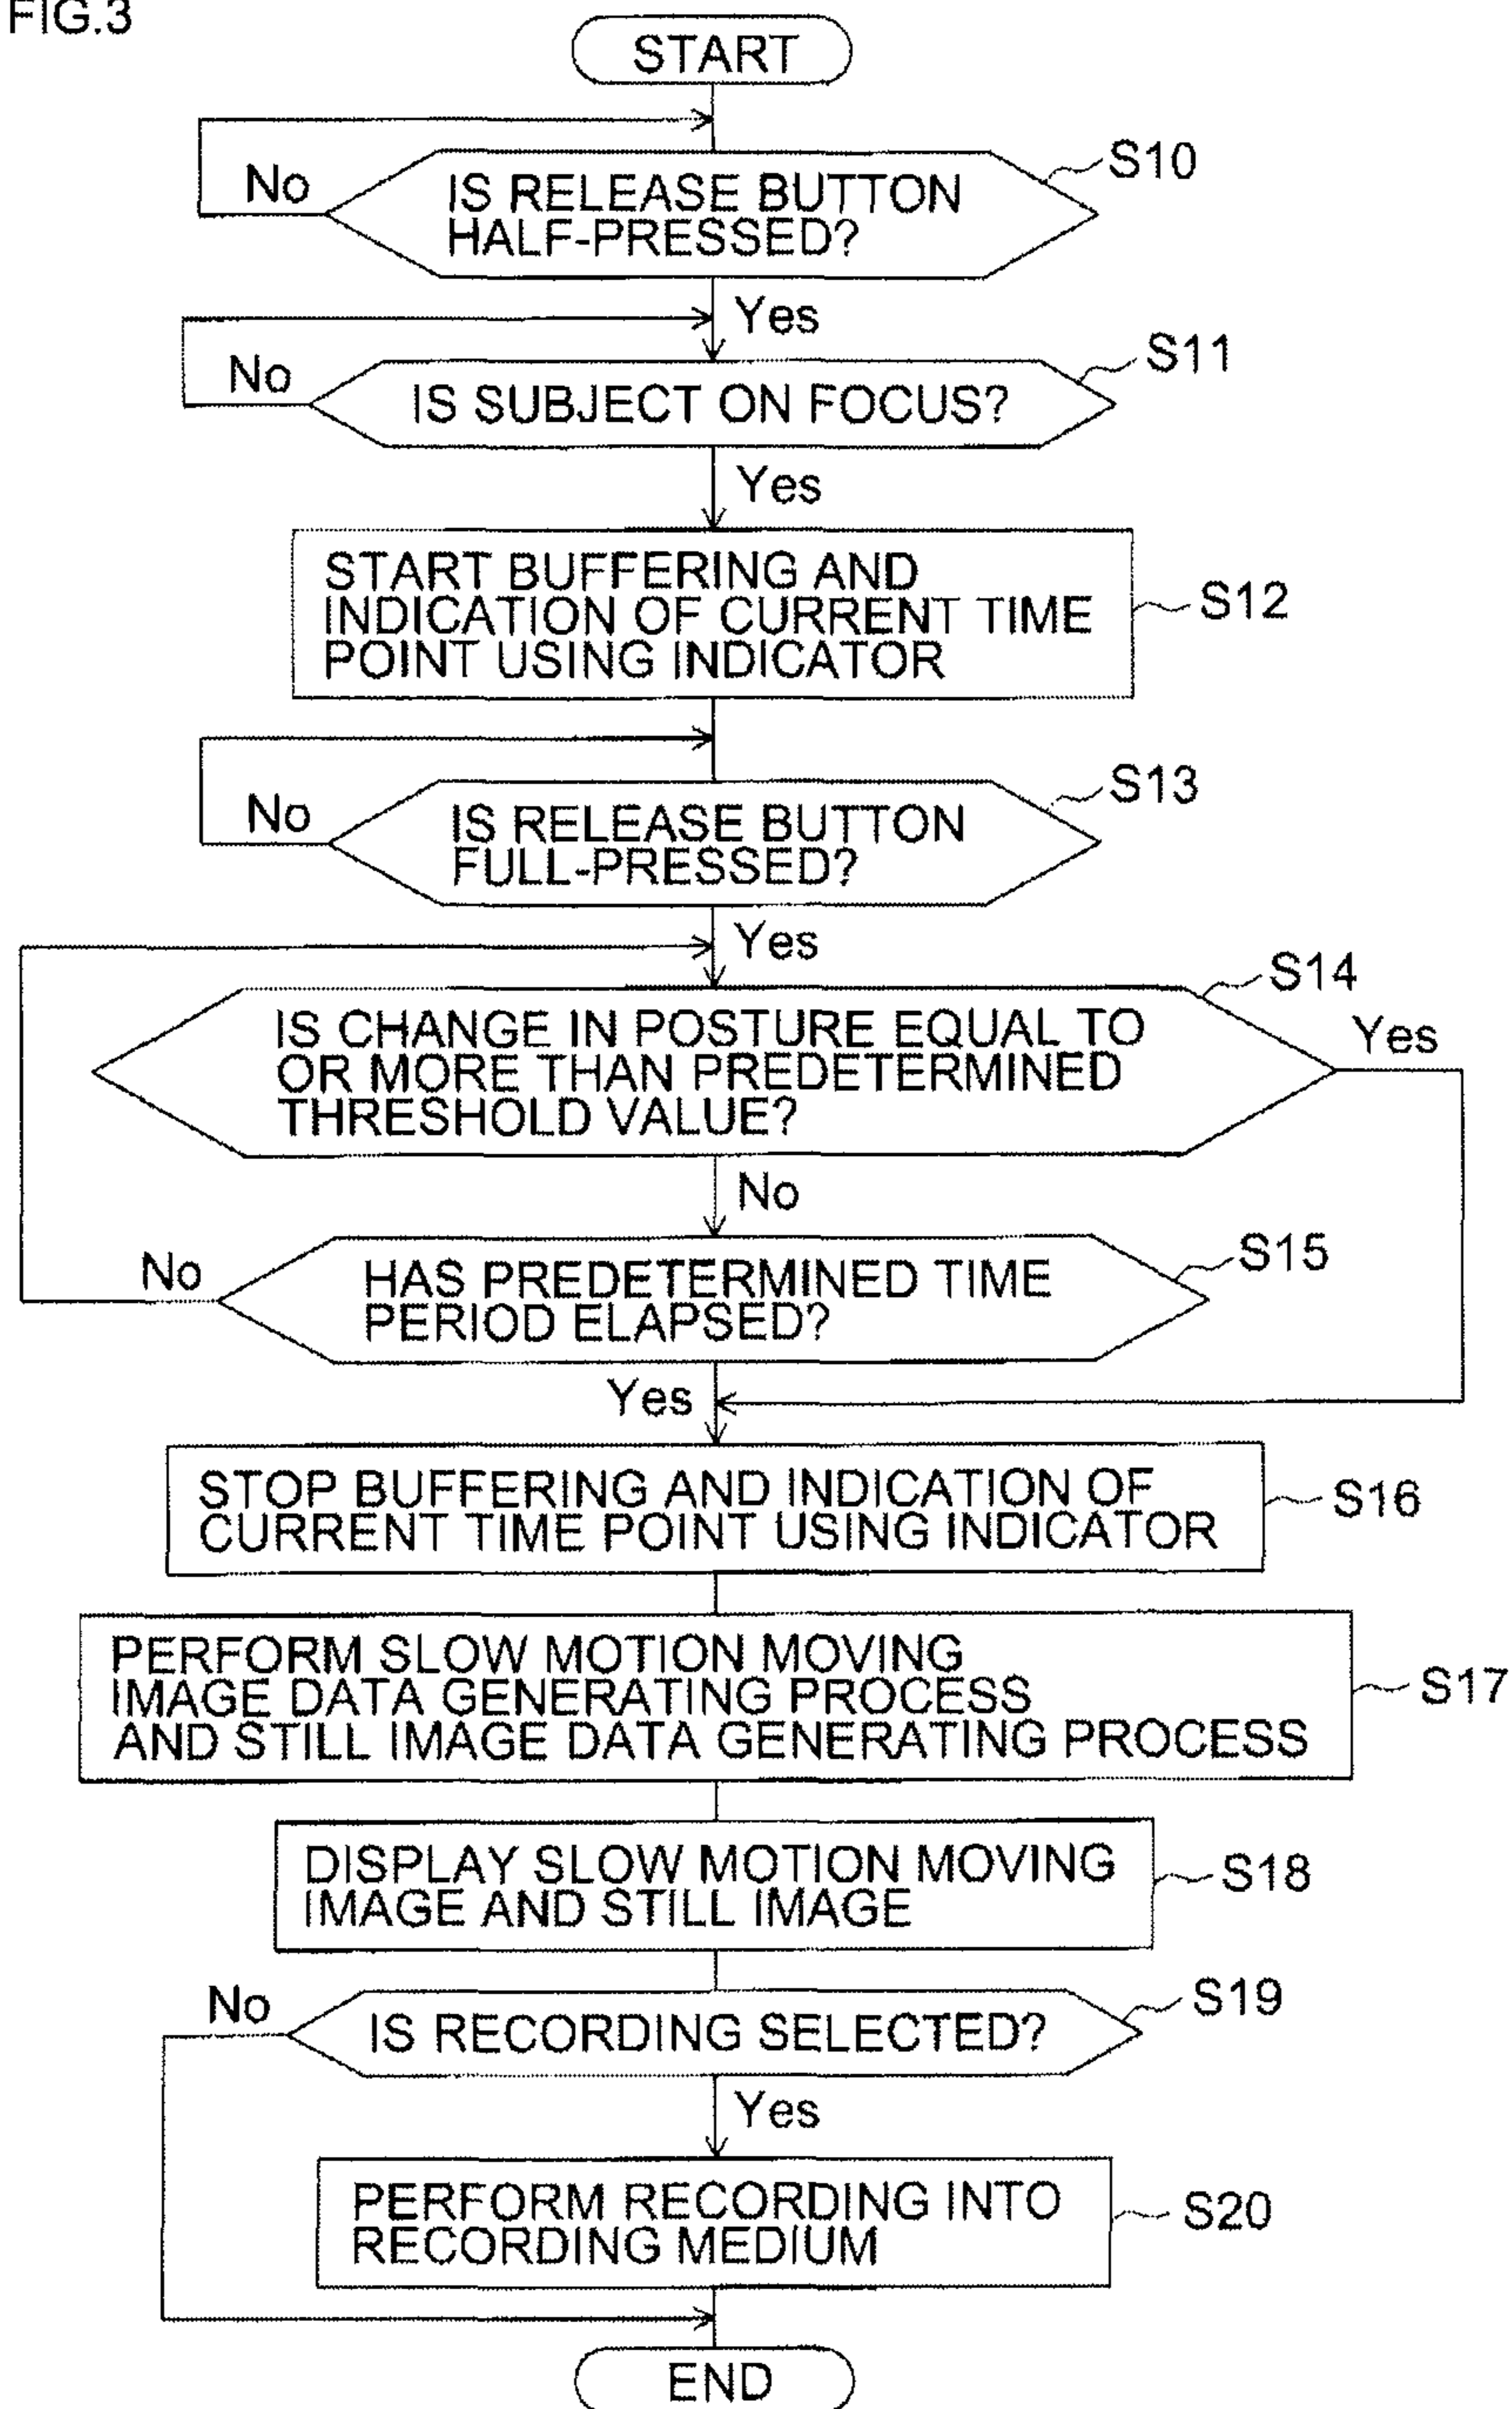 FIG.3
START
S10
No
IS RELEASE BUTTON
HALF-PRESSED?
Yes
S11
No
IS SUBJECT ON FOCUS?
Yes
START BUFFERING AND
INDICATION OF CURRENT TIME
POINT USING INDICATOR
S12
S13
No
IS RELEASE BUTTON
FULL-PRESSED?
Yes
S14
IS CHANGE IN POSTURE EQUAL TO
OR MORE THAN PREDETERMINED
THRESHOLD VALUE?
Yes
No
S15
No
HAS PREDETERMINED TIME
PERIOD ELAPSED?
Yes
STOP BUFFERING AND INDICATION OF
CURRENT TIME POINT USING INDICATOR
S16
PERFORM SLOW MOTION MOVING
IMAGE DATA GENERATING PROCESS
AND STILL IMAGE DATA GENERATING PROCESS
S17
DISPLAY SLOW MOTION MOVING
IMAGE AND STILL IMAGE
S18
No
S19
IS RECORDING SELECTED?
Yes
PERFORM RECORDING INTO
RECORDING MEDIUM
S20
END